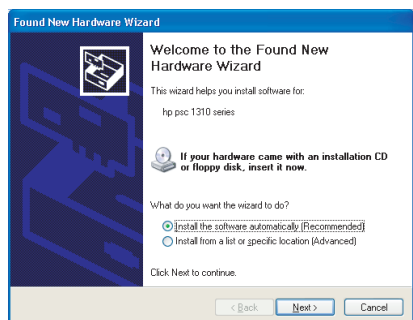 Found New Hardware Wizard
Welcome to the Found New
Hardware Wizard
This wizard helps you install software for:
hp psc 1310 series
If your hardware came with an installation CD
or floppy disk, insert it now.
What do you want the wizard to do?
Install the software automatically (Recommended)
Install from a list or specific location (Advanced)
Click Next to continue.
< Back
Next >
Cancel